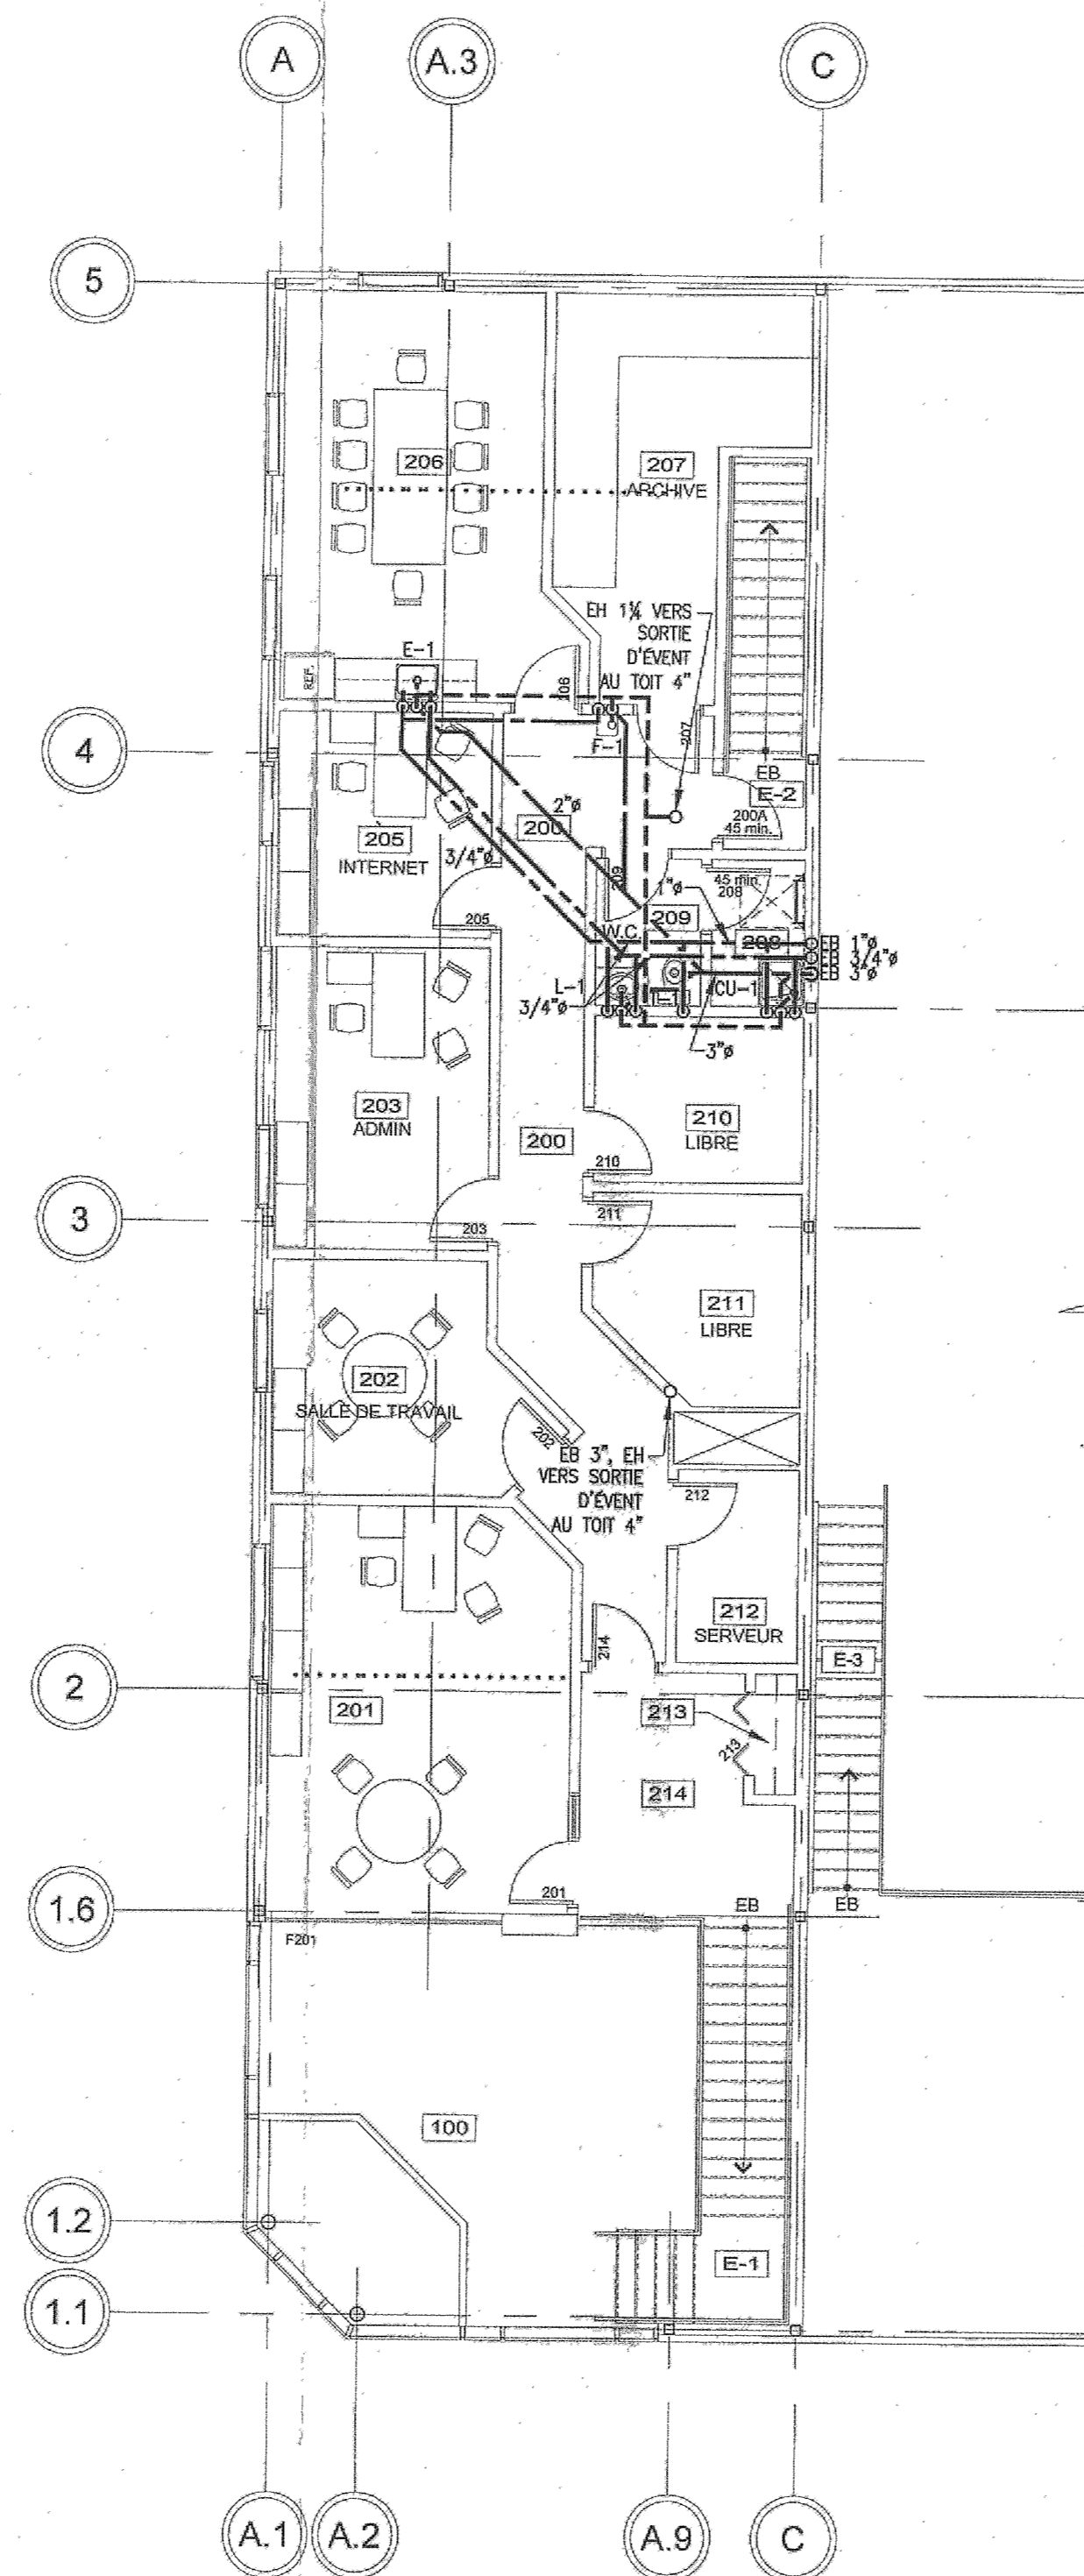 A
A.3
C
5
206
207
ARCHIVE
EH 1¼ VERS
SORTIE
D'ÉVENT
AU TOIT 4"
E-1
REF.
106
F-1
207
4
EB
E-2
200A
45 min.
2"ø
200
205
INTERNET
3/4"ø
45 min.
208
209
1"ø
209
205
W.C.
208
EB 1"ø
EB 3/4"ø
EB 3"ø
L-1
CU-1
3/4"ø
3"ø
203
ADMIN
210
LIBRE
200
210
3
203
211
211
LIBRE
202
SALLE DE TRAVAIL
202
EB 3", EH
VERS SORTIE
D'ÉVENT
AU TOIT 4"
212
212
SERVEUR
214
E-3
2
201
213
213
214
201
1.6
EB
EB
F201
100
1.2
E-1
1.1
A.1
A.2
A.9
C